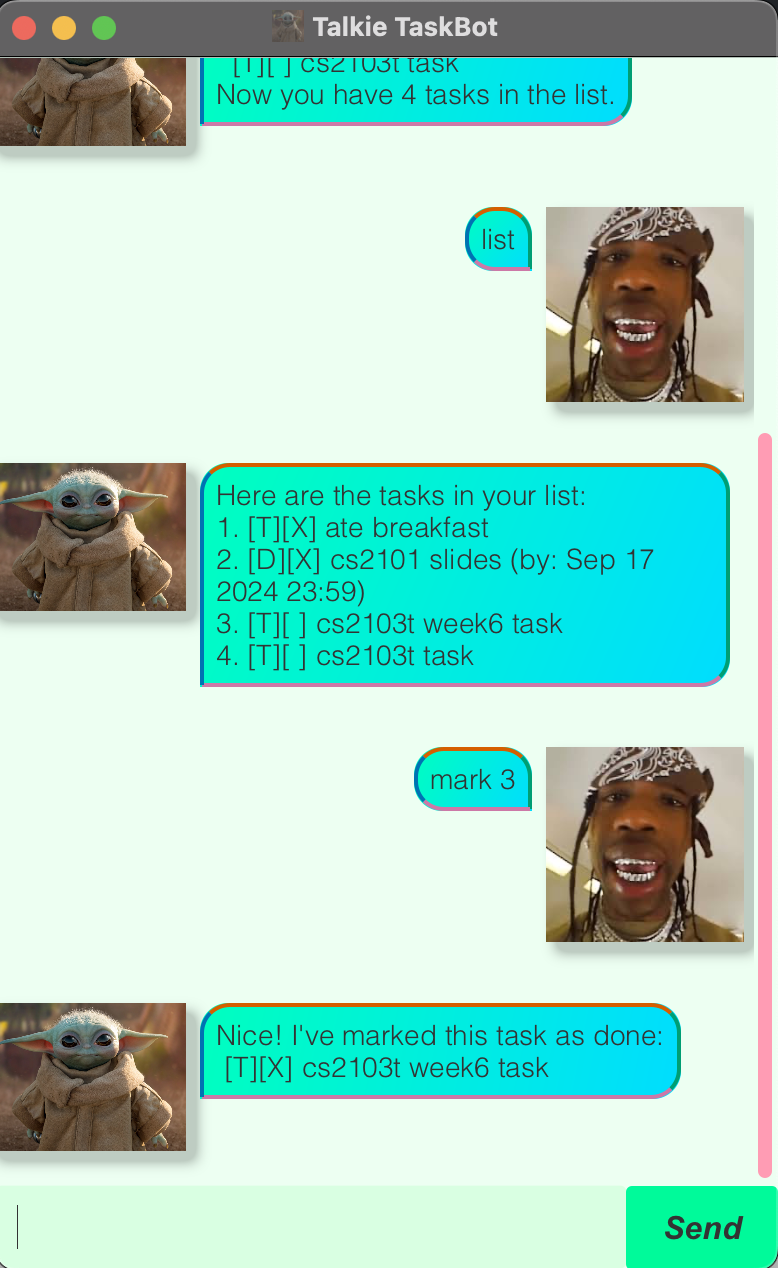 Talkie TaskBot
[T][ ] cs2103t task
Now you have 4 tasks in the list.
list
Here are the tasks in your list:
1. [T][X] ate breakfast
2. [D][X] cs2101 slides (by: Sep 17
2024 23:59)
3. [T][ ] cs2103t week6 task
4. [T][ ] cs2103t task
mark 3
Nice! I've marked this task as done:
[T][X] cs2103t week6 task
Send